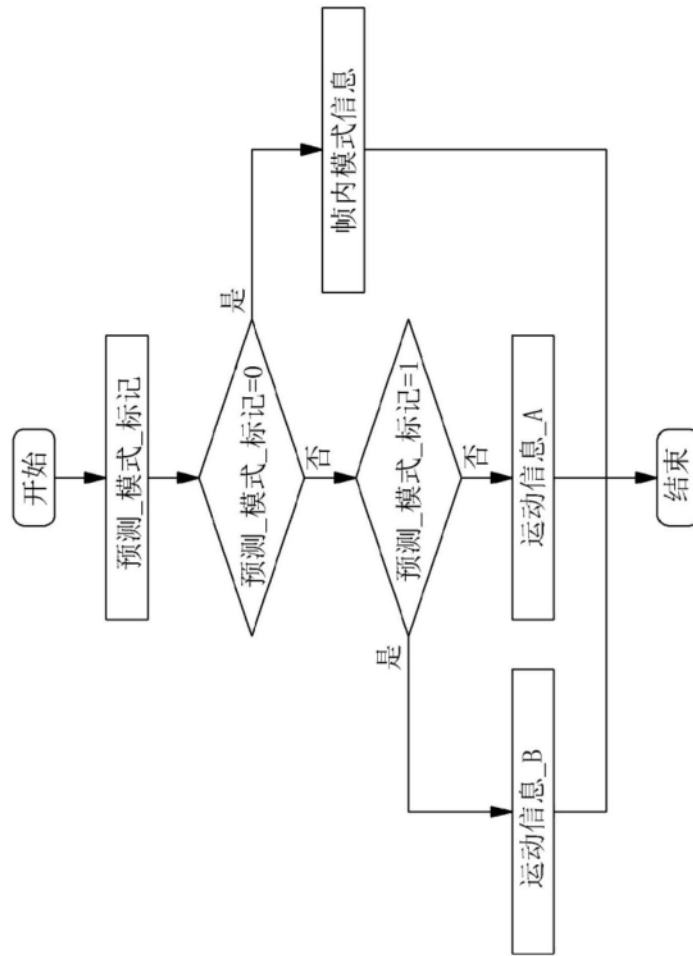 开始
预测_模式_标记
预测_模式_标记=0
是
否
帧内模式信息
预测_模式_标记=1
是
否
运动信息_B
运动信息_A
结束